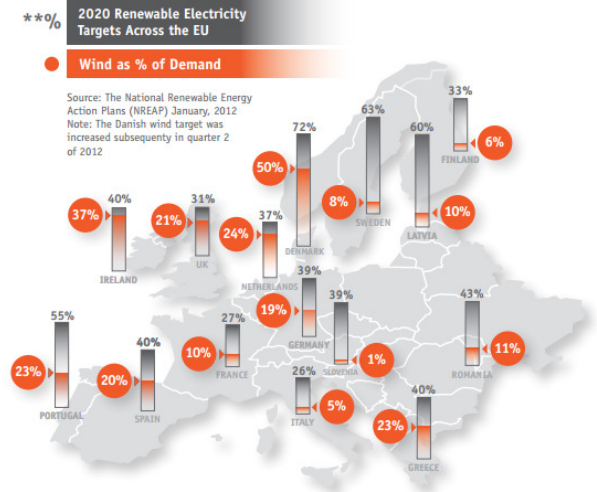 **%
2020 Renewable Electricity
Targets Across the EU
Wind as % of Demand
Source: The National Renewable Energy
Action Plans (NREAP) January, 2012
Note: The Danish wind target was
increased subsequenty in quarter 2
of 2012
33%
6%
FINLAND
63%
8%
SWEDEN
60%
10%
LATVIA
72%
50%
DENMARK
40%
37%
IRELAND
31%
21%
UK
37%
24%
NETHERLANDS
39%
19%
GERMANY
39%
1%
SLOVENIA
43%
11%
ROMANIA
27%
10%
FRANCE
55%
23%
PORTUGAL
40%
20%
SPAIN
26%
5%
ITALY
40%
23%
GREECE